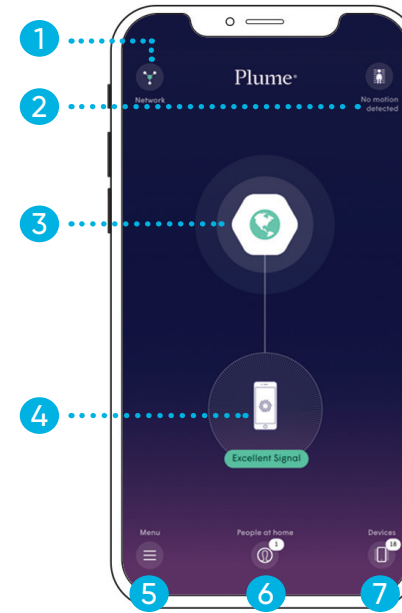 1
Plume®
2
Network
No motion
detected
3
4
Excellent Signal
Menu
People at home
Devices
1
18
5
6
7